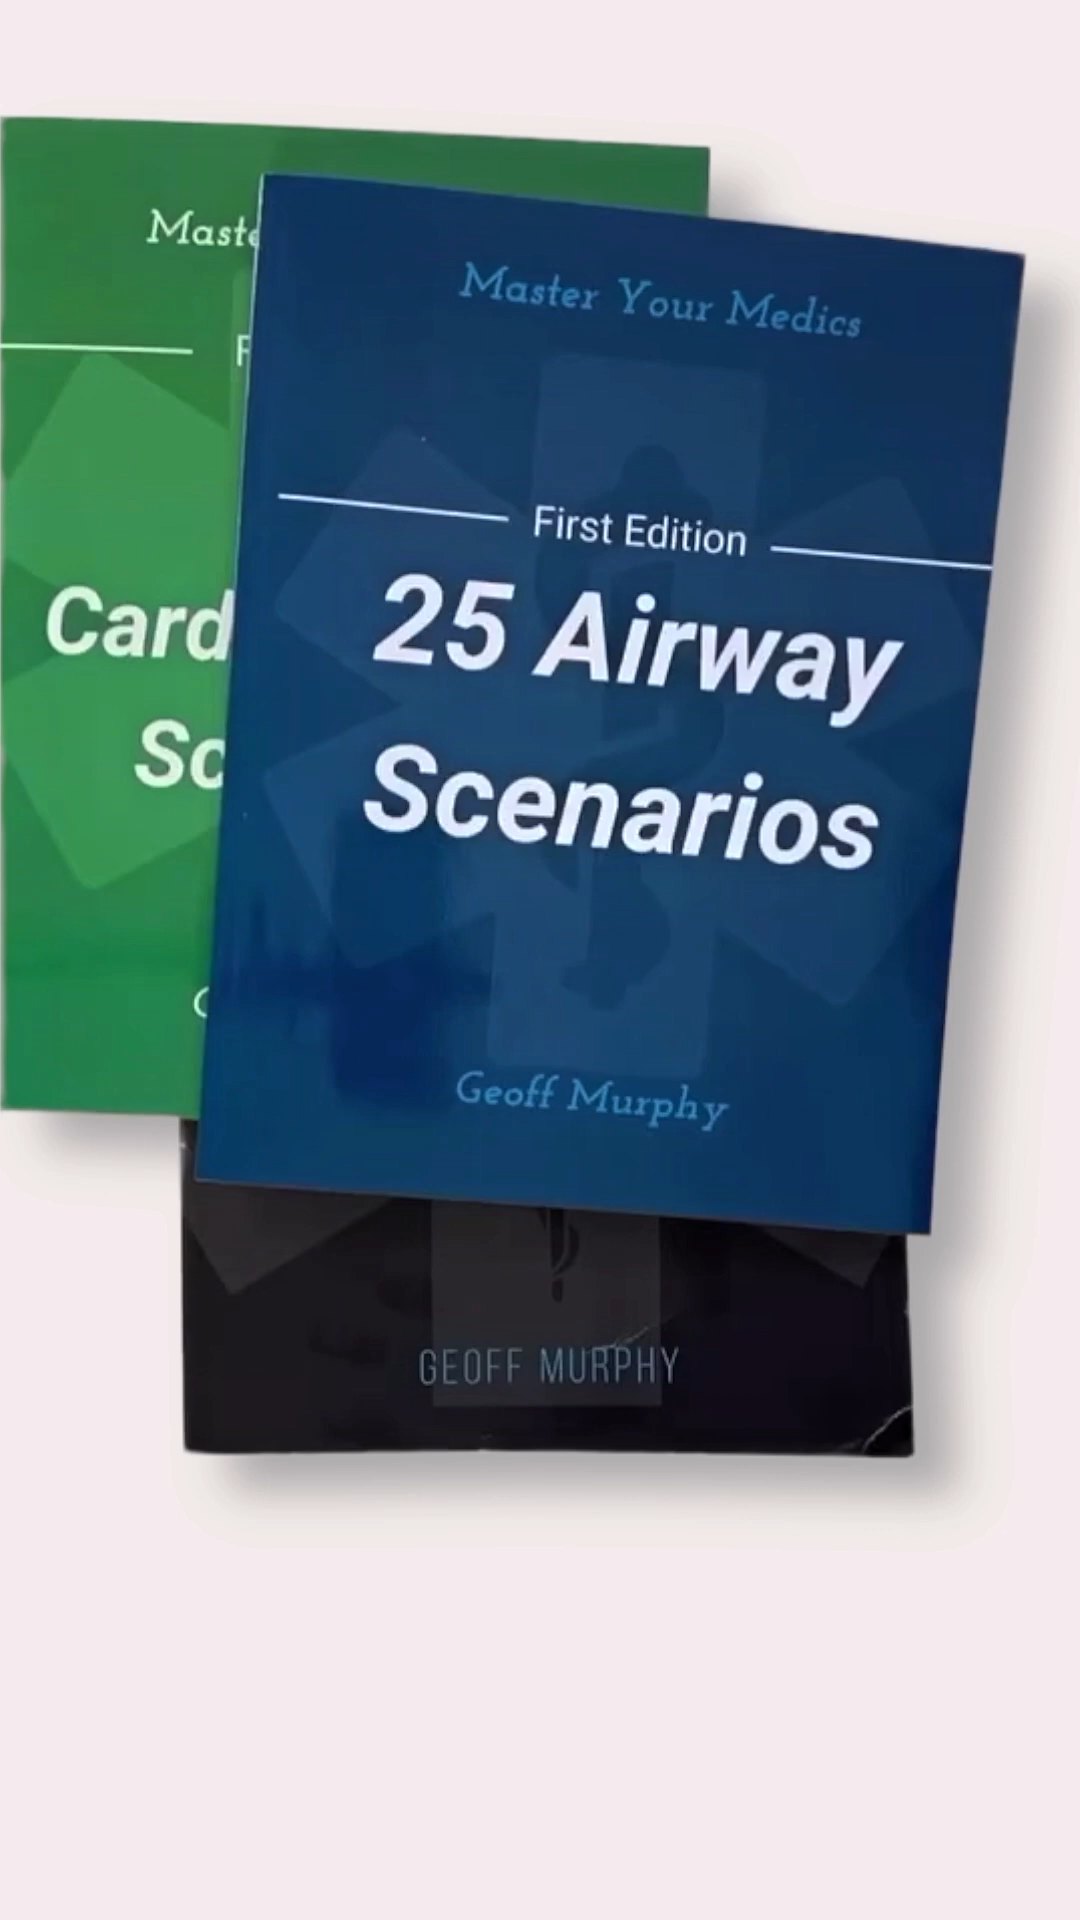 Master Your Medics
First Edition
25 Airway
Scenarios
Geoff Murphy
GEOFF MURPHY